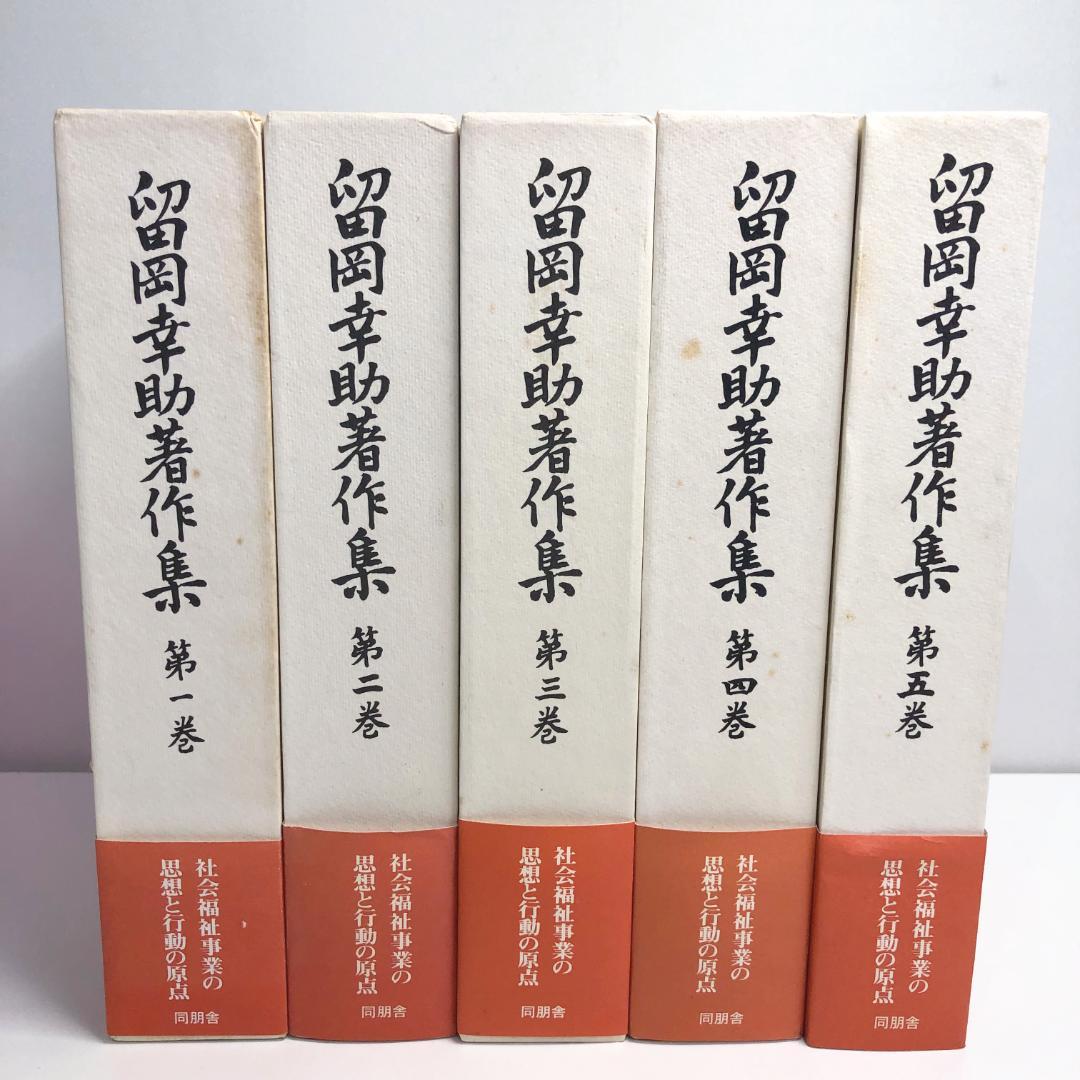 留岡幸助著作集 第一巻
社会福祉事業の
思想と行動の原点
同朋舎
留岡幸助著作集 第二巻
社会福祉事業の
思想と行動の原点
同朋舎
留岡幸助著作集 第三巻
社会福祉事業の
思想と行動の原点
同朋舎
留岡幸助著作集 第四巻
社会福祉事業の
思想と行動の原点
同朋舎
留岡幸助著作集 第五巻
社会福祉事業の
思想と行動の原点
同朋舎